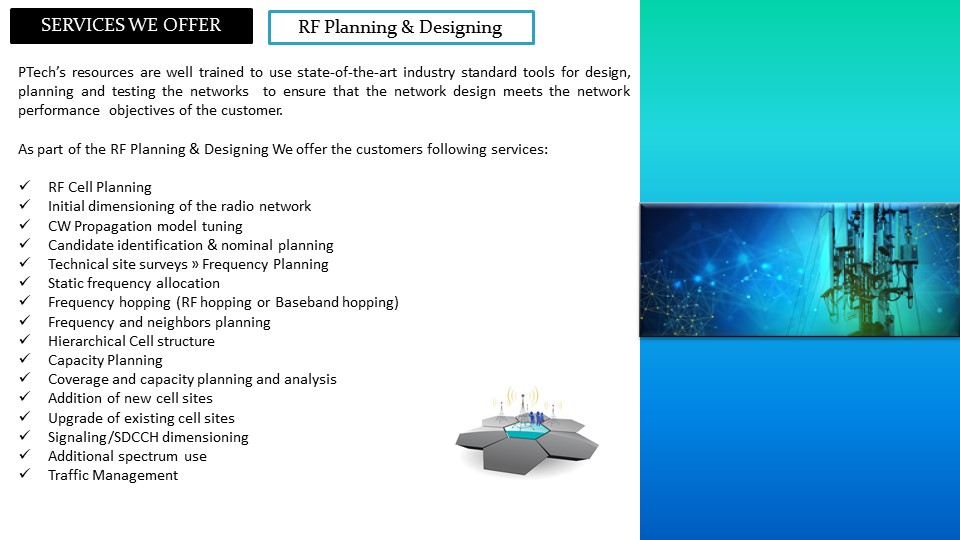 SERVICES WE OFFER
RF Planning & Designing
PTech’s resources are well trained to use state-of-the-art industry standard tools for design,
planning and testing the networks to ensure that the network design meets the network
performance objectives of the customer.
As part of the RF Planning & Designing We offer the customers following services:
✓ RF Cell Planning
✓ Initial dimensioning of the radio network
✓ CW Propagation model tuning
✓ Candidate identification & nominal planning
✓ Technical site surveys » Frequency Planning
✓ Static frequency allocation
✓ Frequency hopping (RF hopping or Baseband hopping)
✓ Frequency and neighbors planning
✓ Hierarchical Cell structure
✓ Capacity Planning
✓ Coverage and capacity planning and analysis
✓ Addition of new cell sites
✓ Upgrade of existing cell sites
✓ Signaling/SDCCH dimensioning
✓ Additional spectrum use
✓ Traffic Management